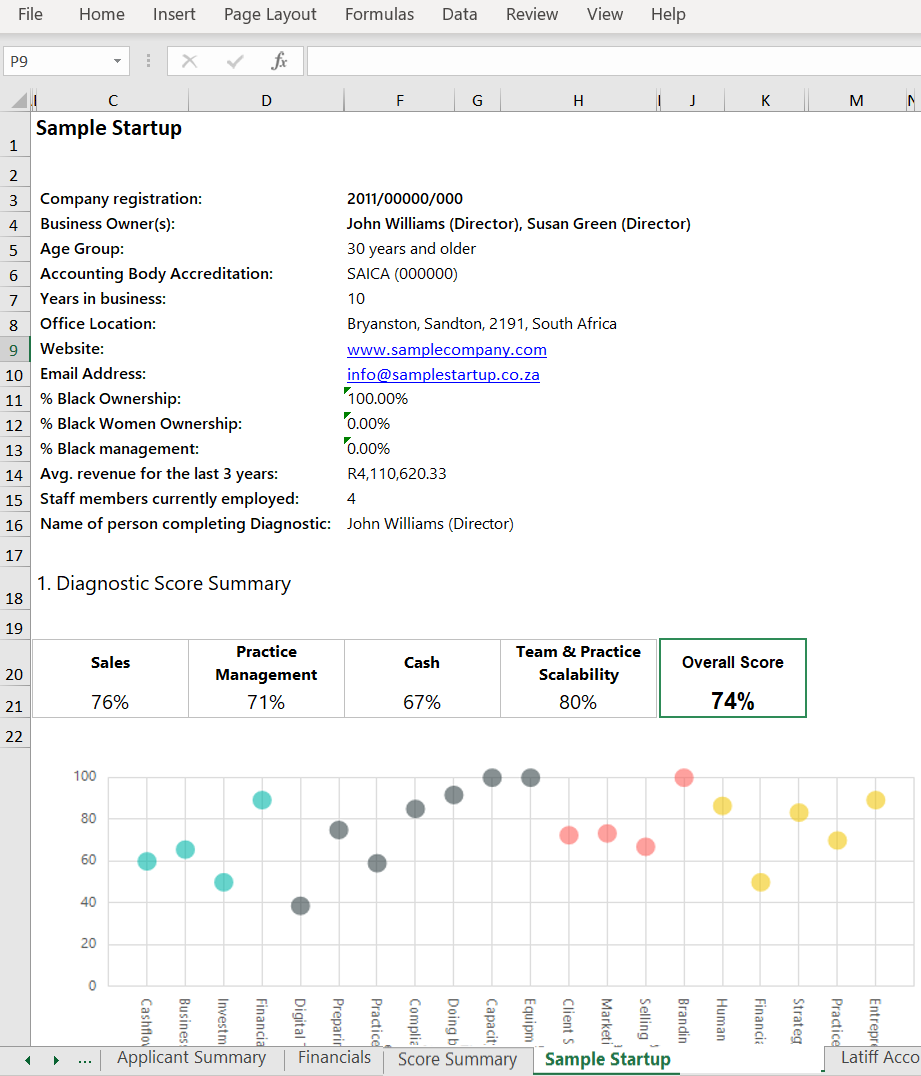 File Home Insert Page Layout Formulas Data Review View Help
P9 fx
C D F G H I J K M N
1 Sample Startup
2
3 Company registration: 2011/00000/000
4 Business Owner(s): John Williams (Director), Susan Green (Director)
5 Age Group: 30 years and older
6 Accounting Body Accreditation: SAICA (000000)
7 Years in business: 10
8 Office Location: Bryanston, Sandton, 2191, South Africa
9 Website: www.samplecompany.com
10 Email Address: info@samplestartup.co.za
11 % Black Ownership: 100.00%
12 % Black Women Ownership: 0.00%
13 % Black management: 0.00%
14 Avg. revenue for the last 3 years: R4,110,620.33
15 Staff members currently employed: 4
16 Name of person completing Diagnostic: John Williams (Director)
17
18 1. Diagnostic Score Summary
19
20 Sales Practice Management Cash Team & Practice Scalability Overall Score
21 76% 71% 67% 80% 74%
22
100
80
60
40
20
0
Cashflo
Busines
Investm
Financia
Digital
Preparin
Practice
Complia
Doing b
Capacit
Equipm
Client S
Marketi
Selling
Brandin
Human
Financia
Strateg
Practice
Entrepr
... Applicant Summary Financials Score Summary Sample Startup Latiff Acco